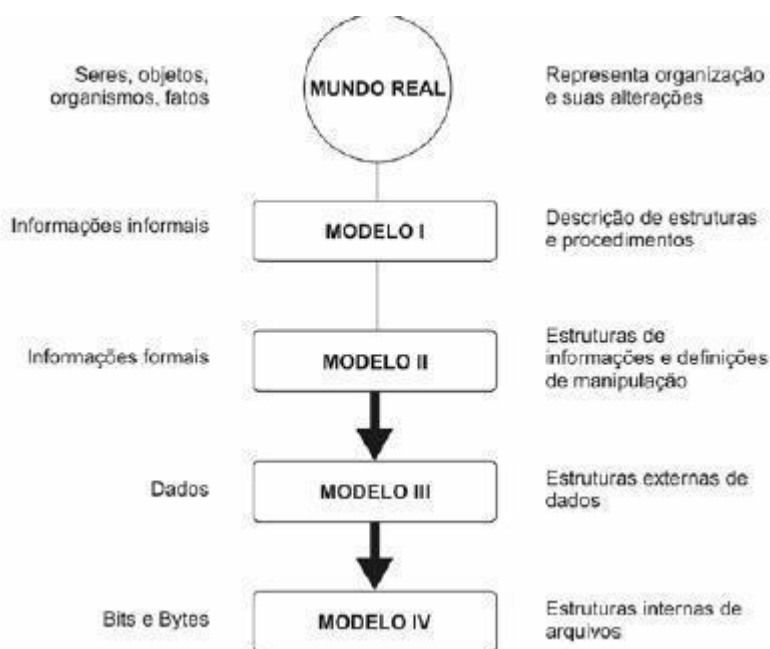 Seres, objetos,
organismos, fatos
MUNDO REAL
Representa organização
e suas alterações
Informações informais
MODELO I
Descrição de estruturas
e procedimentos
Informações formais
MODELO II
Estruturas de
informações e definições
de manipulação
Dados
MODELO III
Estruturas externas de
dados
Bits e Bytes
MODELO IV
Estruturas internas de
arquivos